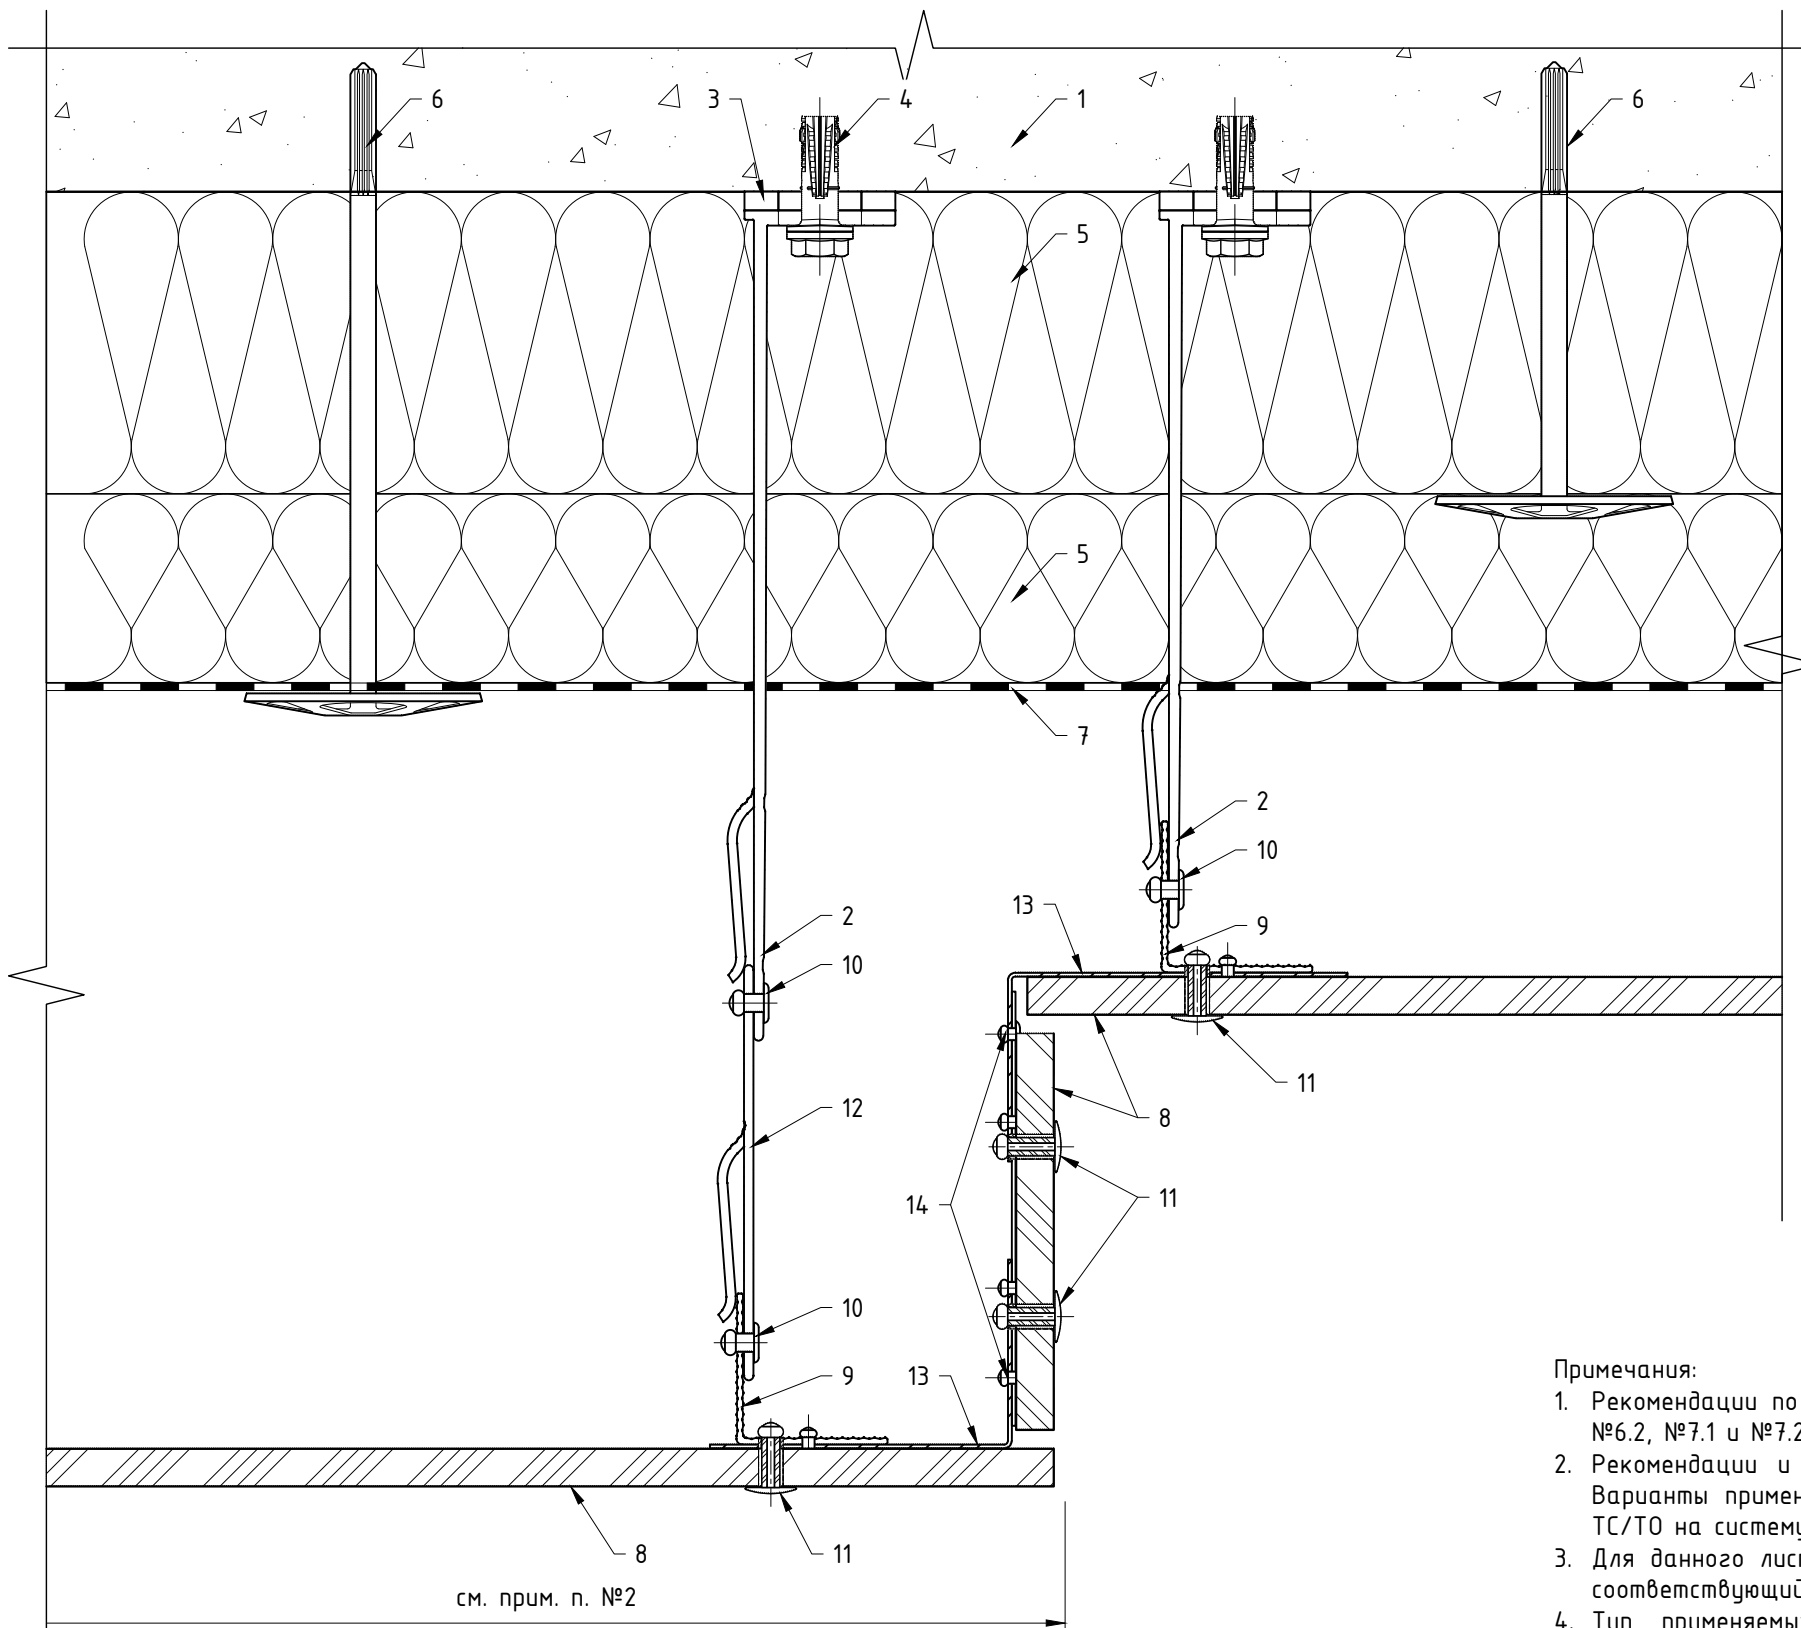 6
3
4
1
6
5
5
7
2
10
13
2
9
10
11
12
8
14
11
10
9
13
8
11
см. прим. п. №2
Примечания:
1. Рекомендации по
№6.2, №7.1 и №7.2
2. Рекомендации и
Варианты
ТС/ТО на систему
3. Для данного
соответствующий
4. Тип